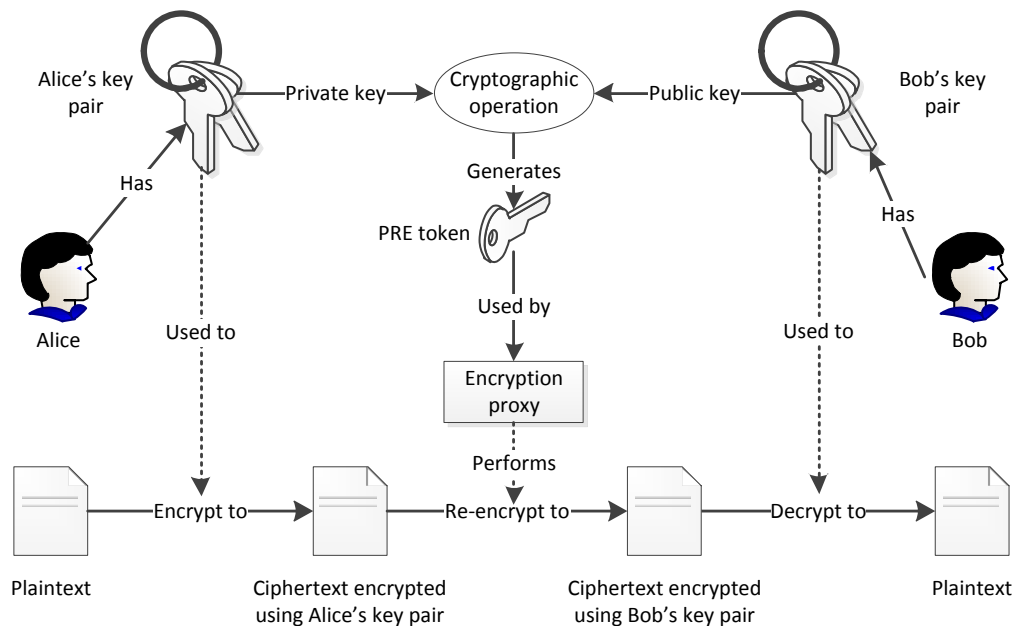 Alice's key
pair
Private key
Cryptographic
operation
Public key
Bob's key
pair
Has
Generates
PRE token
Has
Used to
Used by
Used to
Alice
Bob
Encryption
proxy
Performs
Encrypt to
Re-encrypt to
Decrypt to
Plaintext
Ciphertext encrypted
using Alice's key pair
Ciphertext encrypted
using Bob's key pair
Plaintext